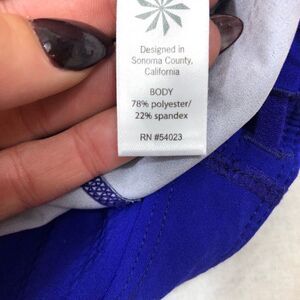 Designed in
Sonoma County,
California
BODY
78% polyester/
22% spandex
RN #54023